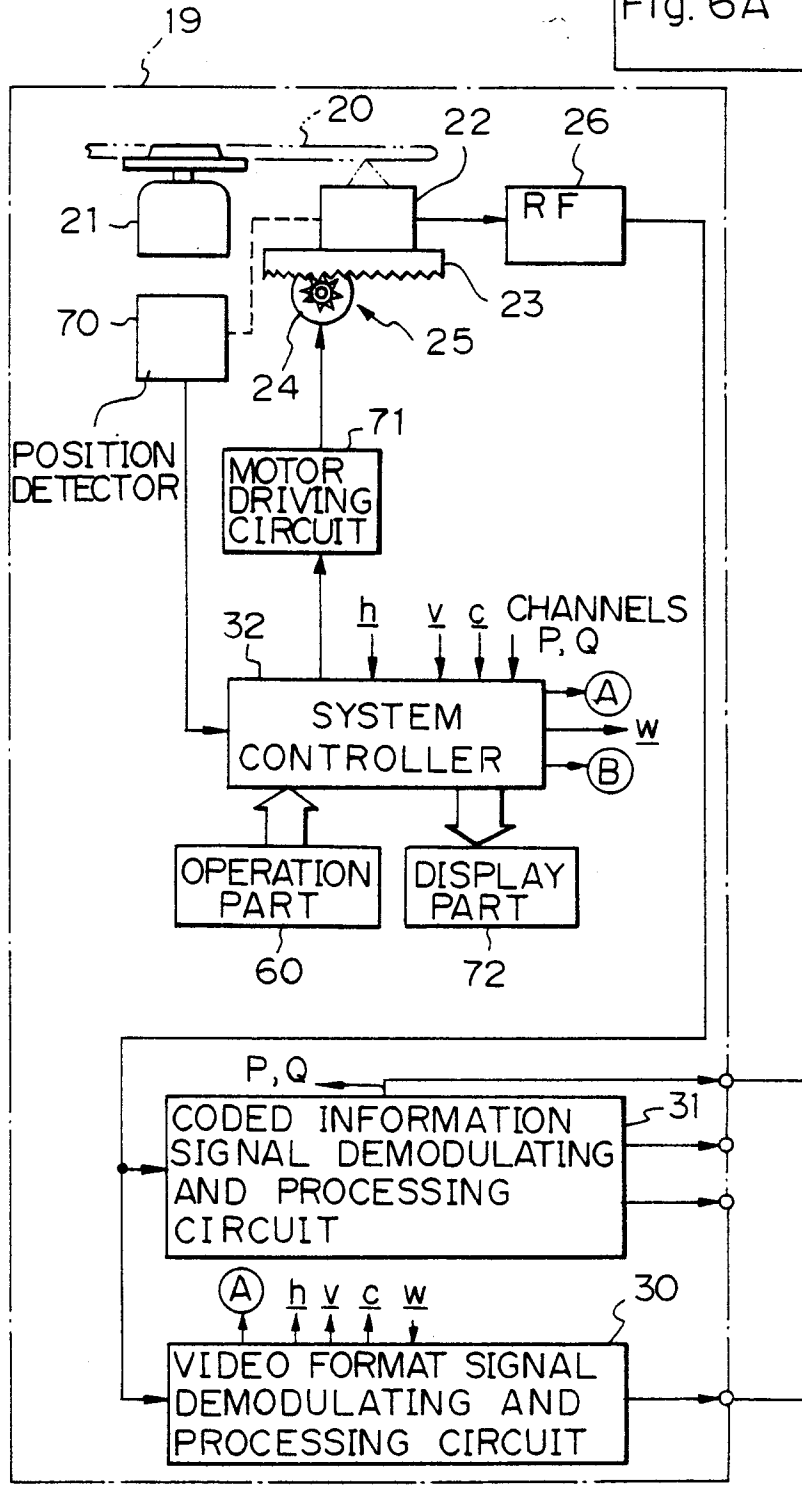 Fig. 6A
19
20
22
26
RF
21
23
70
24
25
71
POSITION
DETECTOR
MOTOR
DRIVING
CIRCUIT
h
v
c
CHANNELS
P, Q
32
SYSTEM
CONTROLLER
A
w
B
OPERATION
PART
DISPLAY
PART
60
72
P, Q
31
CODED INFORMATION
SIGNAL DEMODULATING
AND PROCESSING
CIRCUIT
A
h
v
c
w
30
VIDEO FORMAT SIGNAL
DEMODULATING AND
PROCESSING CIRCUIT